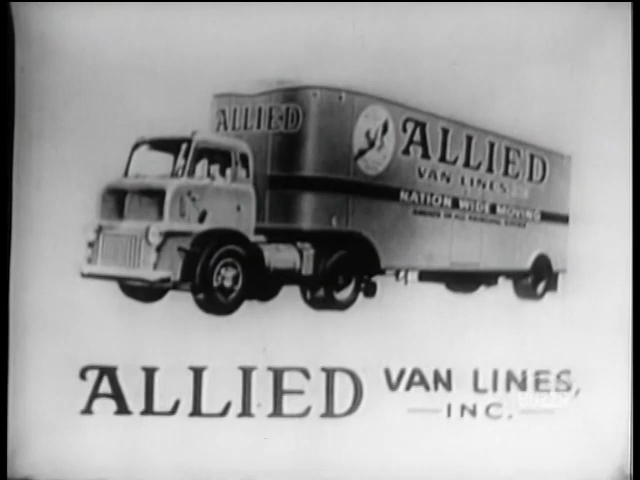 ALLIED
ALLIED
VAN LINES
NATION WIDE MOVING
ALLIED VAN LINES,
INC.